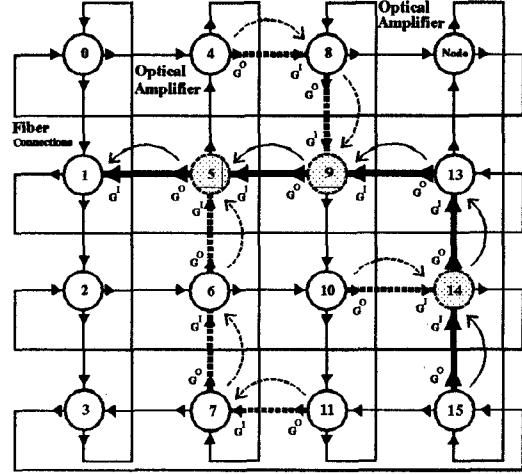 Optical
Amplifier
0
4
8
Node
G^O
G^I
G^O
Optical
Amplifier
Fiber
Connections
G^I
1
5
9
13
G^I
G^O
G^I
G^I
G^O
G^I
G^O
G^I
G^O
G^O
2
6
10
14
G^O
G^I
G^I
G^I
G^O
G^O
3
7
11
15
G^I
G^O